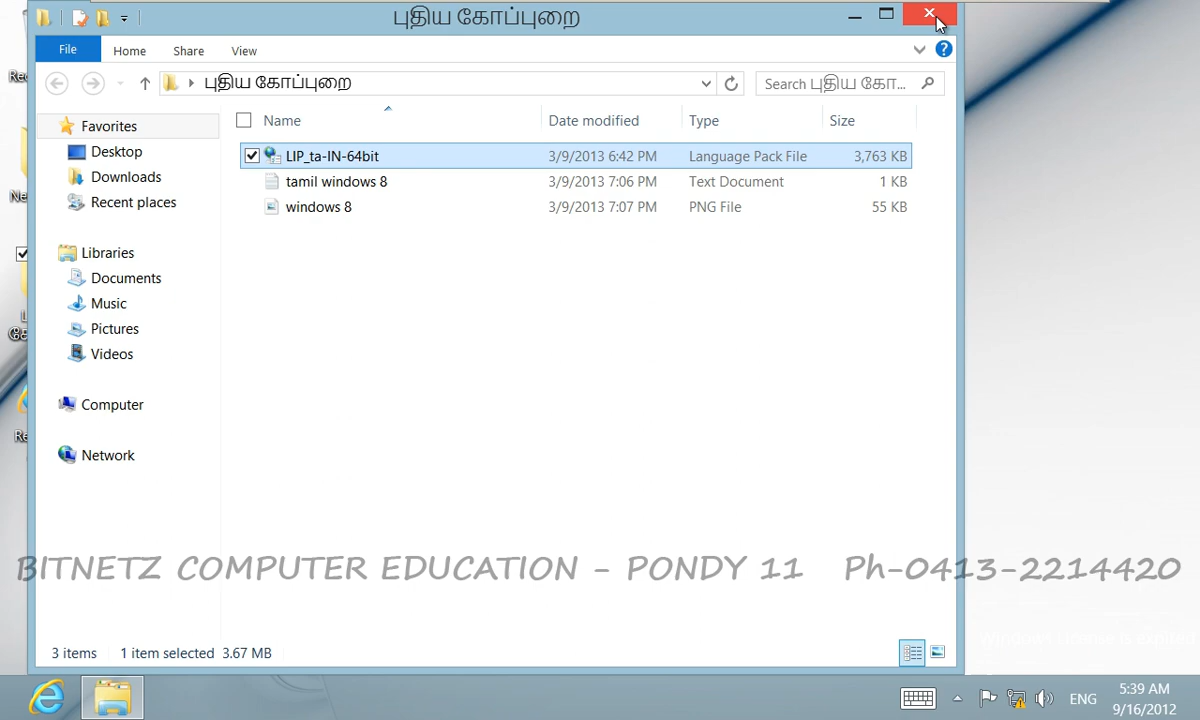 புதிய கோப்புறை
File Home Share View
புதிய கோப்புறை
Search புதிய கோ...
Name Date modified Type Size
Favorites
Desktop
Downloads
Recent places
Libraries
Documents
Music
Pictures
Videos
Computer
Network
LIP_ta-IN-64bit 3/9/2013 6:42 PM Language Pack File 3,763 KB
tamil windows 8 3/9/2013 7:06 PM Text Document 1 KB
windows 8 3/9/2013 7:07 PM PNG File 55 KB
BITNETZ COMPUTER EDUCATION - PONDY 11 Ph-0413-2214420
3 items 1 item selected 3.67 MB
ENG
5:39 AM
9/16/2012